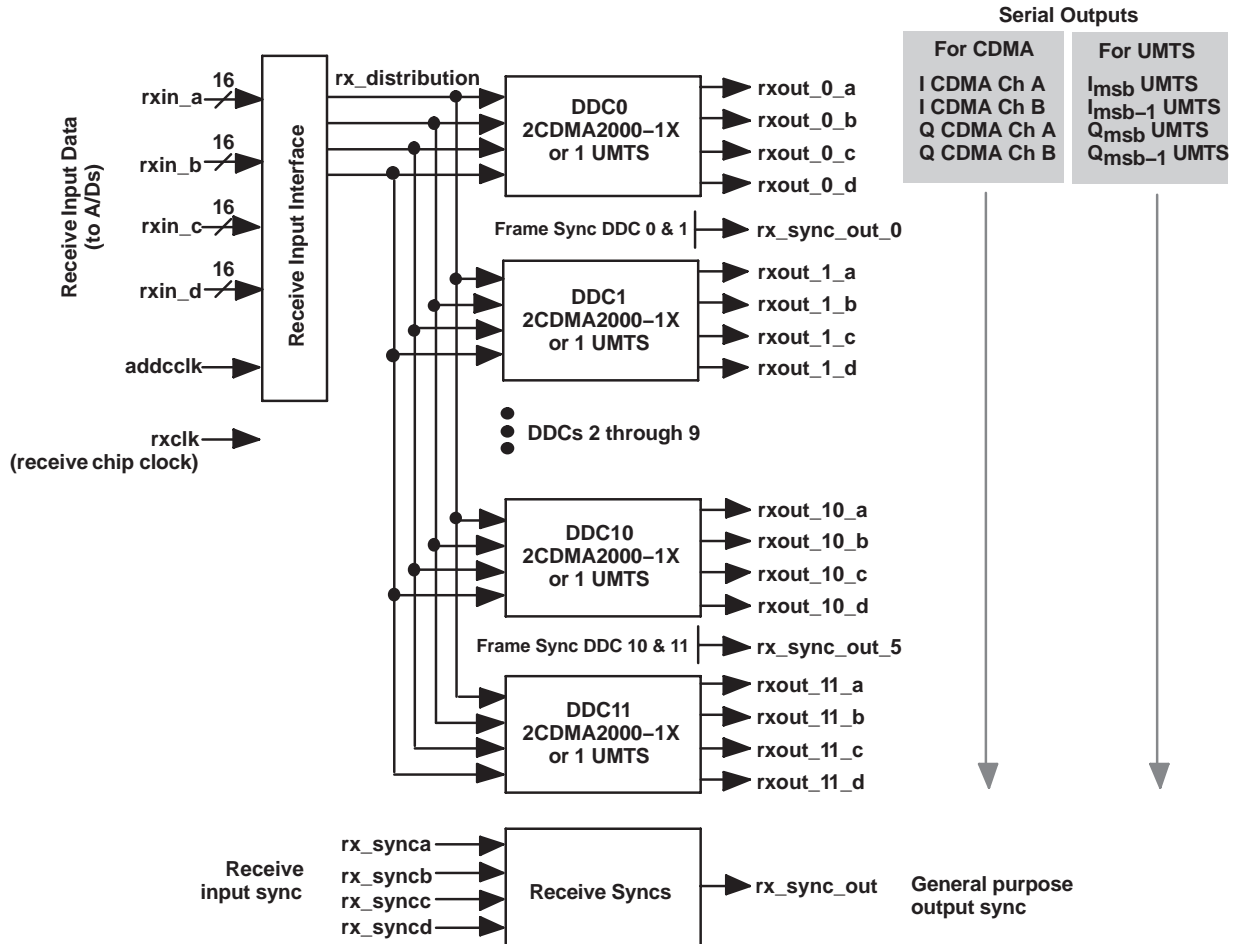 Serial Outputs
For CDMA
I CDMA Ch A
I CDMA Ch B
Q CDMA Ch A
Q CDMA Ch B
For UMTS
Imsb UMTS
Imsb–1 UMTS
Qmsb UMTS
Qmsb–1 UMTS
Receive Input Data
(to A/Ds)
rxin_a
16
rxin_b
16
rxin_c
16
rxin_d
16
addcclk
rxclk
(receive chip clock)
Receive Input Interface
rx_distribution
DDC0
2CDMA2000–1X
or 1 UMTS
rxout_0_a
rxout_0_b
rxout_0_c
rxout_0_d
Frame Sync DDC 0 & 1
rx_sync_out_0
DDC1
2CDMA2000–1X
or 1 UMTS
rxout_1_a
rxout_1_b
rxout_1_c
rxout_1_d
DDCs 2 through 9
DDC10
2CDMA2000–1X
or 1 UMTS
rxout_10_a
rxout_10_b
rxout_10_c
rxout_10_d
Frame Sync DDC 10 & 11
rx_sync_out_5
DDC11
2CDMA2000–1X
or 1 UMTS
rxout_11_a
rxout_11_b
rxout_11_c
rxout_11_d
Receive
input sync
rx_synca
rx_syncb
rx_syncc
rx_syncd
Receive Syncs
rx_sync_out
General purpose
output sync